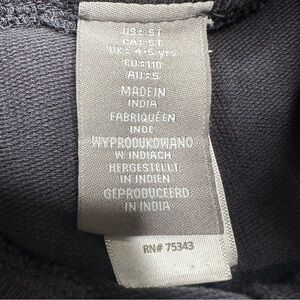 US: 5T
CA: 5T
UK: 4-5 yrs
EU: 110
AU: 5
MADE IN
INDIA
FABRIQUÉ EN
INDE
WYPRODUKOWANO
W INDIACH
HERGESTELLT
IN INDIEN
GEPRODUCEERD
IN INDIA
RN# 75343